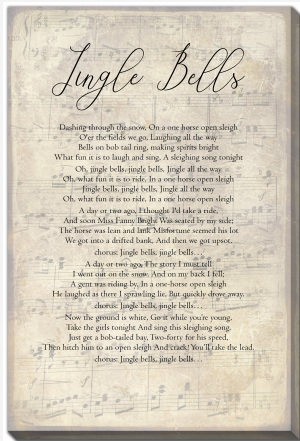 Jingle Bells
Dashing through the snow, On a one horse open sleigh
O'er the fields we go, Laughing all the way
Bells on bob tail ring, making spirits bright
What fun it is to laugh and sing, A sleighing song tonight
Oh, jingle bells, jingle bells, Jingle all the way
Oh, what fun it is to ride, In a one horse open sleigh
Jingle bells, jingle bells, Jingle all the way
Oh, what fun it is to ride, In a one horse open sleigh
A day or two ago, I thought I'd take a ride,
And soon Miss Fanny Bright Was seated by my side;
The horse was lean and lank Misfortune seemed his lot
We got into a drifted bank, And then we got upsot.
chorus: Jingle bells, jingle bells…
A day or two ago, The story I must tell
I went out on the snow, And on my back I fell;
A gent was riding by, In a one-horse open sleigh
He laughed as there I sprawling lie, But quickly drove away.
chorus: Jingle bells, jingle bells…
Now the ground is white, Go it while you're young,
Take the girls tonight And sing this sleighing song.
Just get a bob-tailed bay, Two-forty for his speed,
Then hitch him to an open sleigh And crack! You'll take the lead.
chorus: Jingle bells, jingle bells…